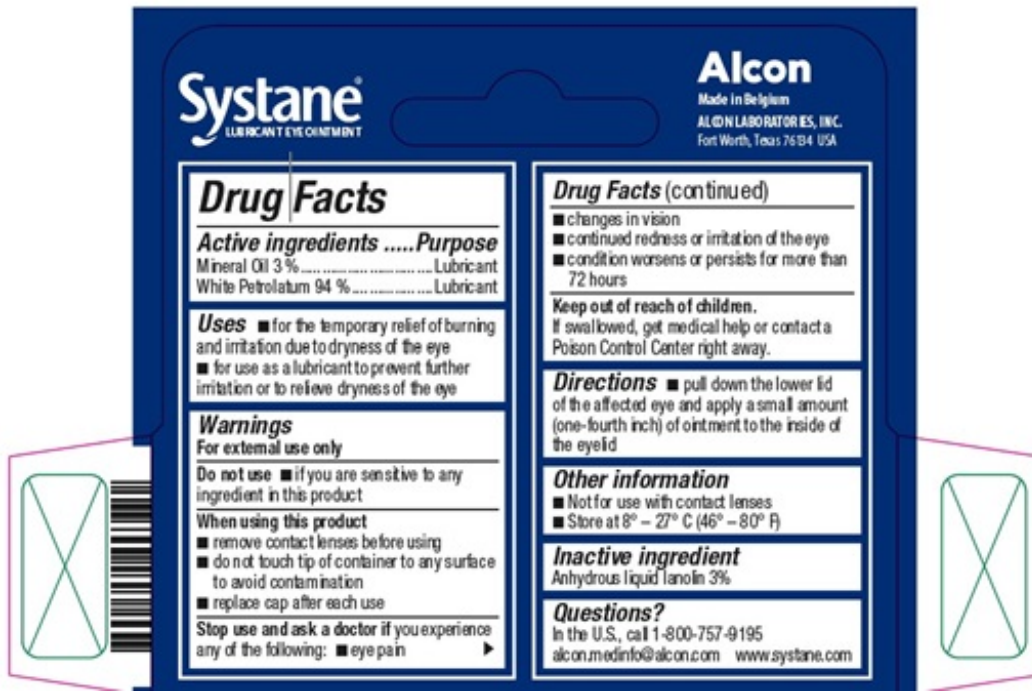 Systane®
LUBRICANT EYE OINTMENT
Alcon
Made in Belgium
ALCON LABORATORIES, INC.
Fort Worth, Texas 76134 USA
Drug Facts
Active ingredients .....Purpose
Mineral Oil 3 %................................Lubricant
White Petrolatum 94 %...................Lubricant
Uses ■ for the temporary relief of burning
and irritation due to dryness of the eye
■ for use as a lubricant to prevent further
irritation or to relieve dryness of the eye
Warnings
For external use only
Do not use ■ if you are sensitive to any
ingredient in this product
When using this product
■ remove contact lenses before using
■ do not touch tip of container to any surface
to avoid contamination
■ replace cap after each use
Stop use and ask a doctor if you experience
any of the following: ■ eye pain ▶
Drug Facts (continued)
■ changes in vision
■ continued redness or irritation of the eye
■ condition worsens or persists for more than
72 hours
Keep out of reach of children.
If swallowed, get medical help or contact a
Poison Control Center right away.
Directions ■ pull down the lower lid
of the affected eye and apply a small amount
(one-fourth inch) of ointment to the inside of
the eyelid
Other information
■ Not for use with contact lenses
■ Store at 8° – 27° C (46° – 80° F)
Inactive ingredient
Anhydrous liquid lanolin 3%
Questions?
In the U.S., call 1-800-757-9195
alcon.medinfo@alcon.com www.systane.com